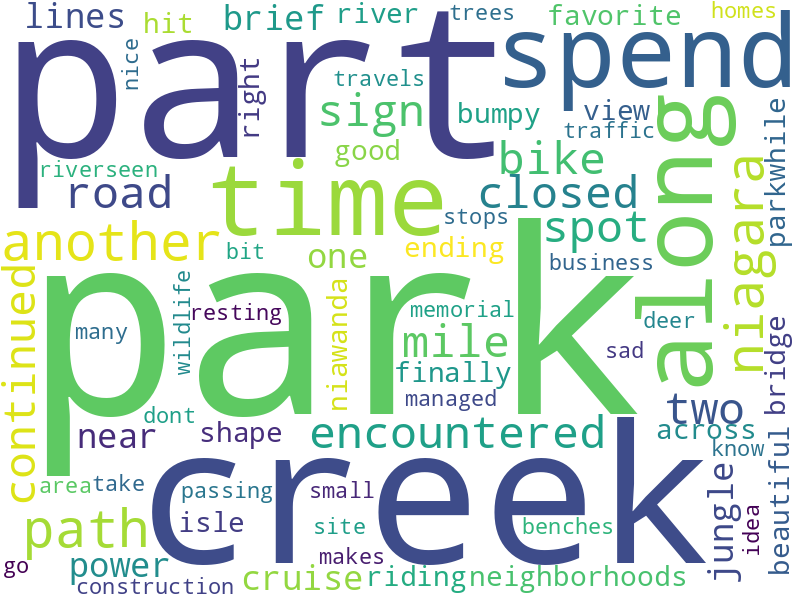 lines
hit
brief
river
trees
favorite
homes
part
nice
right
travels
spend
sign
bumpy
view
traffic
along
parkwhile
riverseen
good
bike
road
time
closed
niagara
another
stops
spot
bit
one
ending
business
continued
wildlife
resting
niawanda
memorial
deer
many
park
mile
sad
finally
managed
bridge
dont
two
near
shape
encountered
across
know
beautiful
area
take
creek
passing
small
jungle
path
isle
site
benches
idea
makes
go
power
construction
cruise
riding
neighborhoods